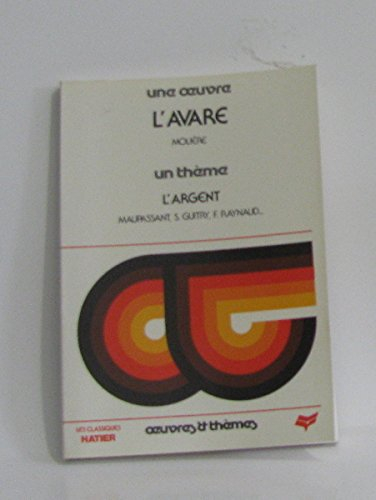 une œuvre
L'AVARE
MOLIÈRE
un thème
L'ARGENT
MAUPASSANT, S. GUITRY, F. RAYNAUD...
LES CLASSIQUES
HATIER
œuvres & thèmes